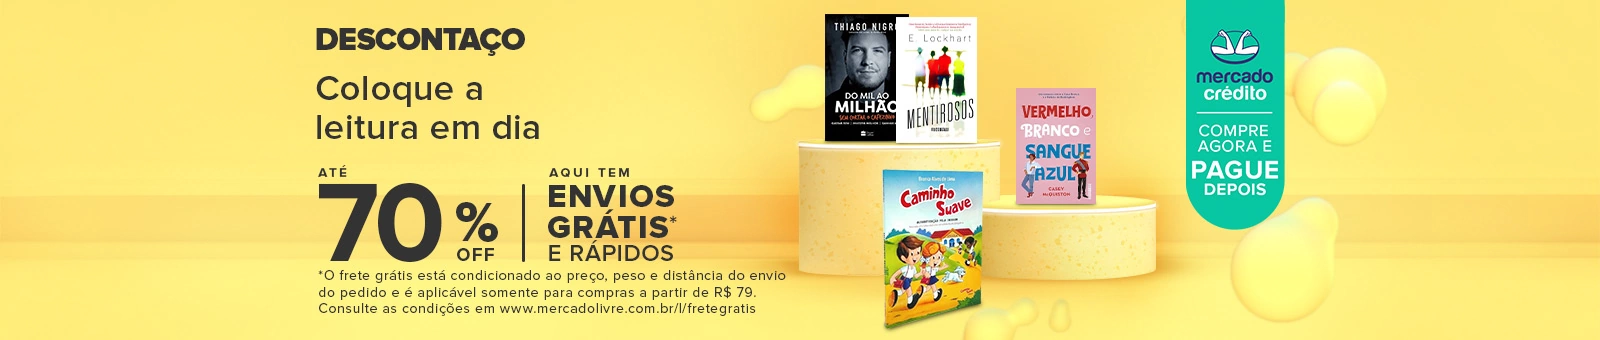 DESCONTAÇO
Coloque a
leitura em dia
ATÉ
70%
OFF
AQUI TEM
ENVIOS
GRÁTIS*
E RÁPIDOS
*O frete grátis está condicionado ao preço, peso e distância do envio
do pedido e é aplicável somente para compras a partir de R$ 79.
Consulte as condições em www.mercadolivre.com.br/l/fretegratis
THIAGO NIGRO
DO MIL AO
MILHÃO
SEM CORTAR O CAFEZINHO
E. Lockhart
MENTIROSOS
VERMELHO,
BRANCO e
SANGUE
AZUL
CASEY
McQUISTON
Caminho
Suave
mercado
crédito
COMPRE
AGORA E
PAGUE
DEPOIS